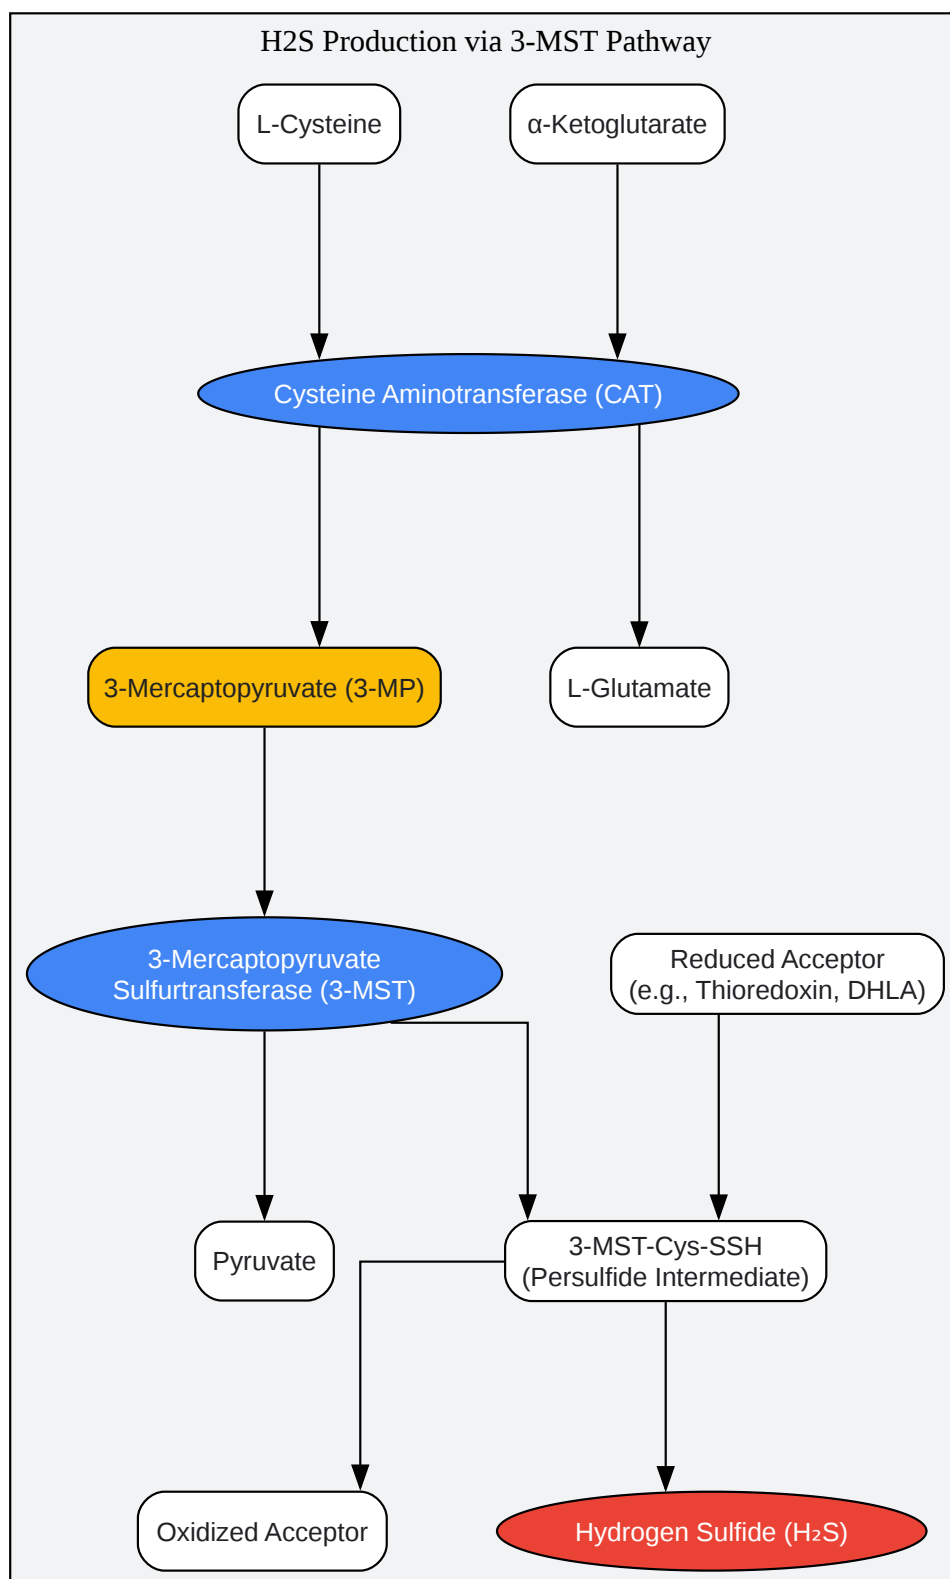 H2S Production via 3-MST Pathway
L-Cysteine
α-Ketoglutarate
Cysteine Aminotransferase (CAT)
3-Mercaptopyruvate (3-MP)
L-Glutamate
3-Mercaptopyruvate
Sulfurtransferase (3-MST)
Reduced Acceptor
(e.g., Thioredoxin, DHLA)
Pyruvate
3-MST-Cys-SSH
(Persulfide Intermediate)
Oxidized Acceptor
Hydrogen Sulfide (H₂S)